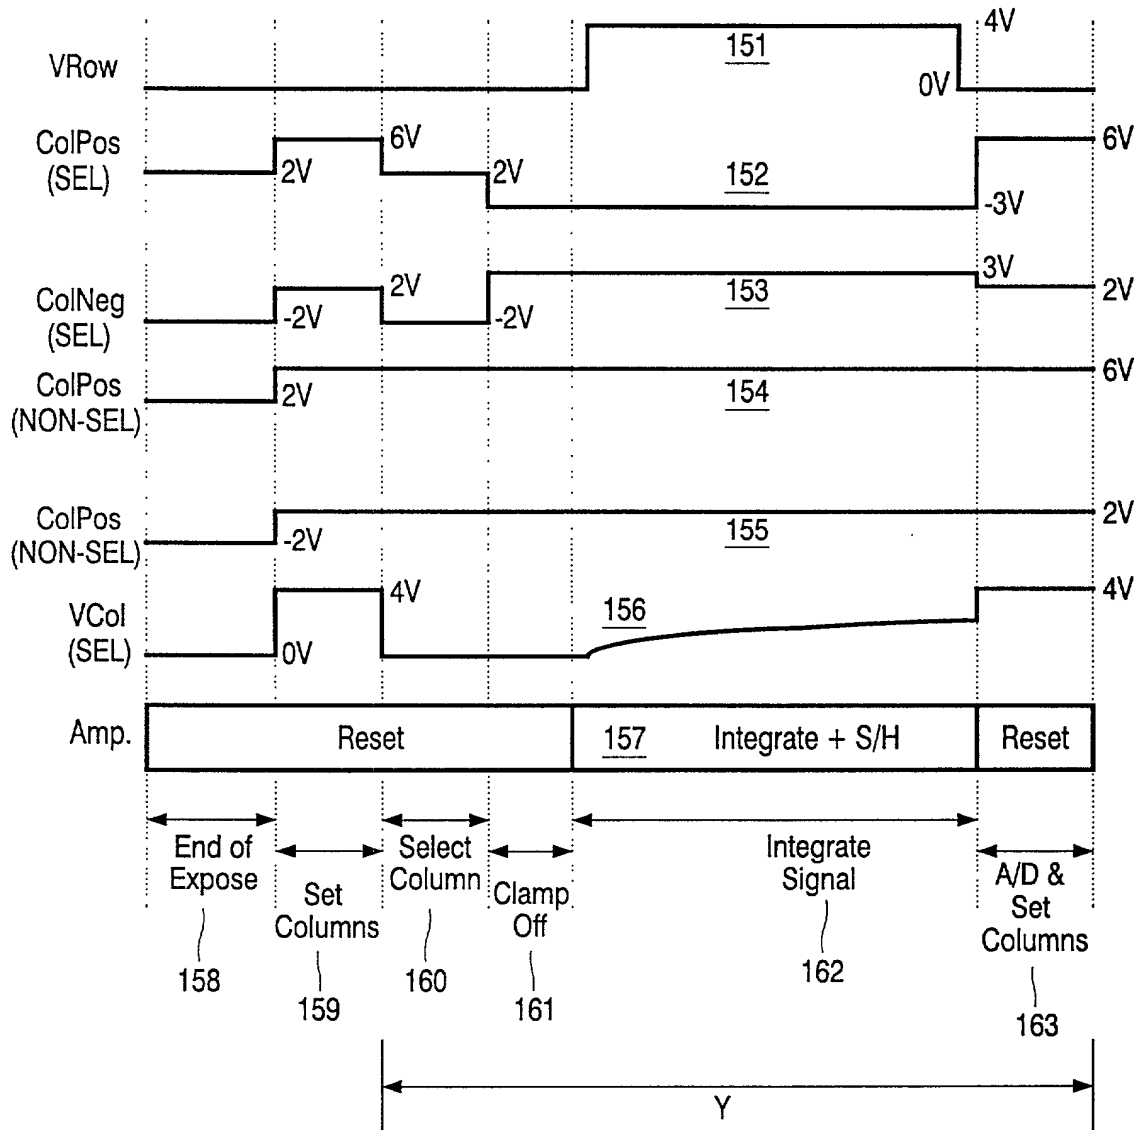 VRow
151
4V
0V
ColPos
(SEL)
2V
6V
2V
152
-3V
6V
ColNeg
(SEL)
-2V
2V
-2V
153
3V
2V
ColPos
(NON-SEL)
2V
154
6V
ColPos
(NON-SEL)
-2V
155
2V
VCol
(SEL)
0V
4V
156
4V
Amp.
Reset
157
Integrate + S/H
Reset
End of
Expose
158
Set
Columns
159
Select
Column
160
Clamp
Off
161
Integrate
Signal
162
A/D &
Set
Columns
163
Y